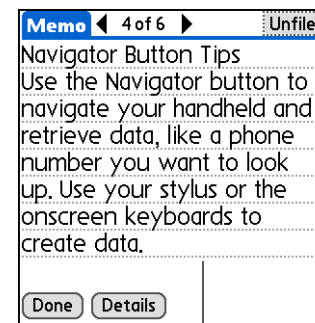 Memo 4 of 6 Unfile
Navigator Button Tips
Use the Navigator button to
navigate your handheld and
retrieve data, like a phone
number you want to look
up. Use your stylus or the
onscreen keyboards to
create data.
Done Details